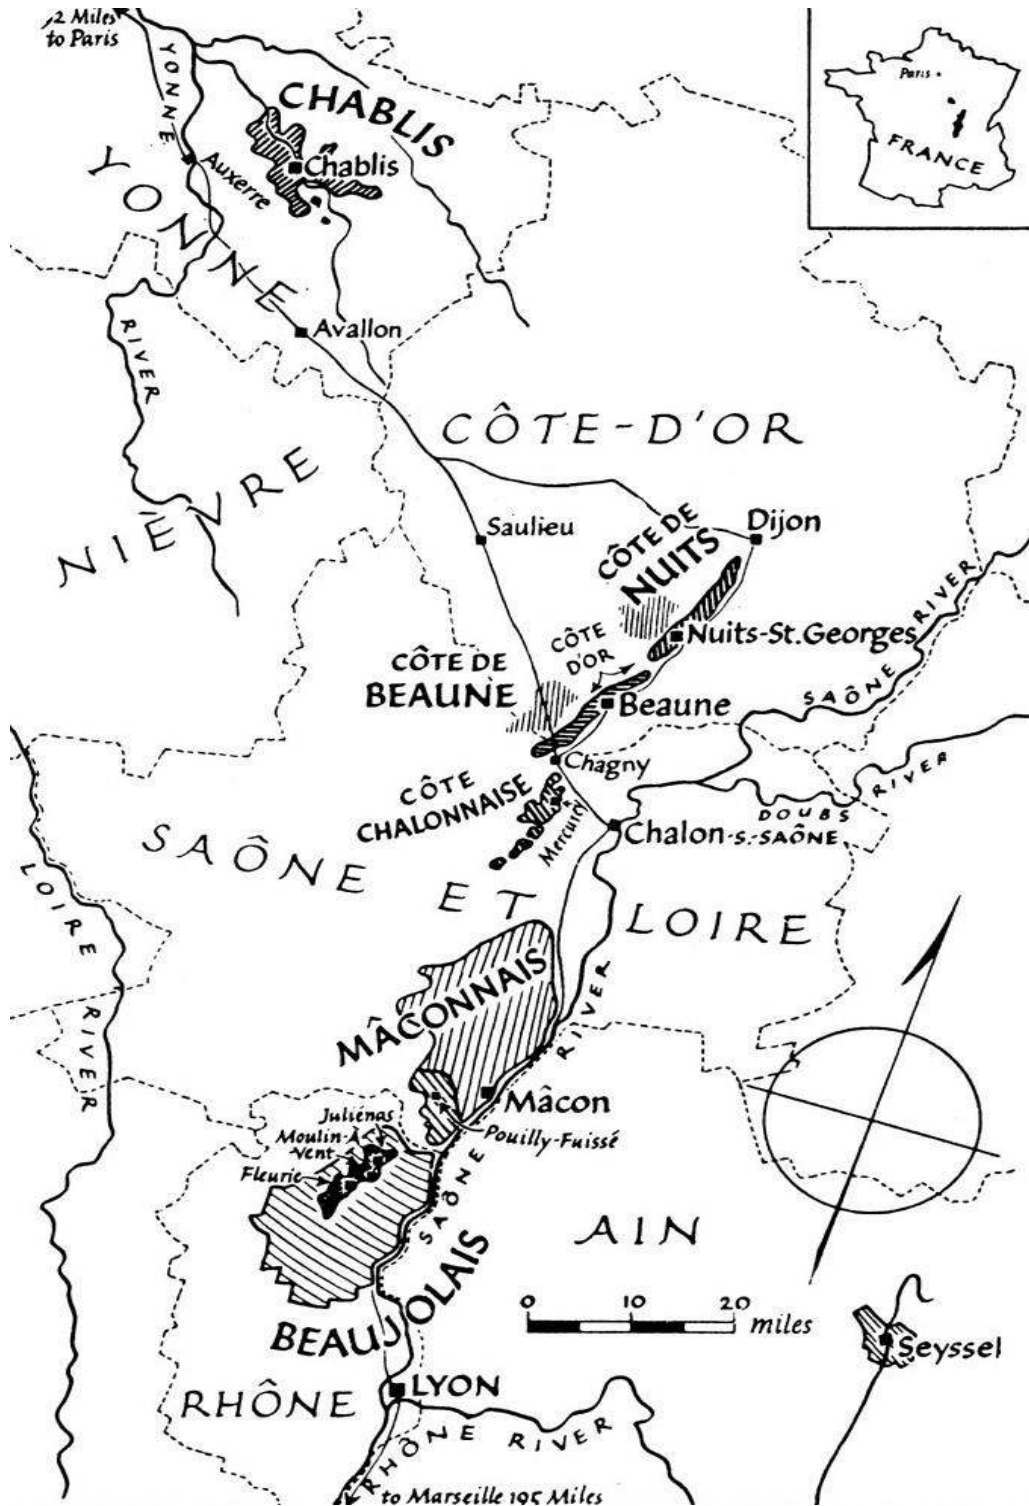 ,2 Miles
to Paris
Paris
FRANCE
YONNE
CHABLIS
Chablis
Auxerre
YONNE
Avallon
RIVER
CÔTE-D'OR
NIÈVRE
Saulieu
Dijon
CÔTE DE
NUITS
Nuits-St.Georges
CÔTE
D'OR
CÔTE DE
BEAUNE
Beaune
SAÔNE RIVER
Chagny
CÔTE
CHALONNAISE
Mercurey
DOUBS RIVER
Chalon-S.-SAÔNE
SAÔNE ET LOIRE
LOIRE RIVER
MÂCONNAIS
RIVER
Mâcon
Pouilly-Fuissé
Juliénas
Moulin-À-
Vent
Fleurie
SAÔNE
AIN
BEAUJOLAIS
0 10 20
miles
Seyssel
LYON
RHÔNE
RHÔNE RIVER
to Marseille 195 Miles